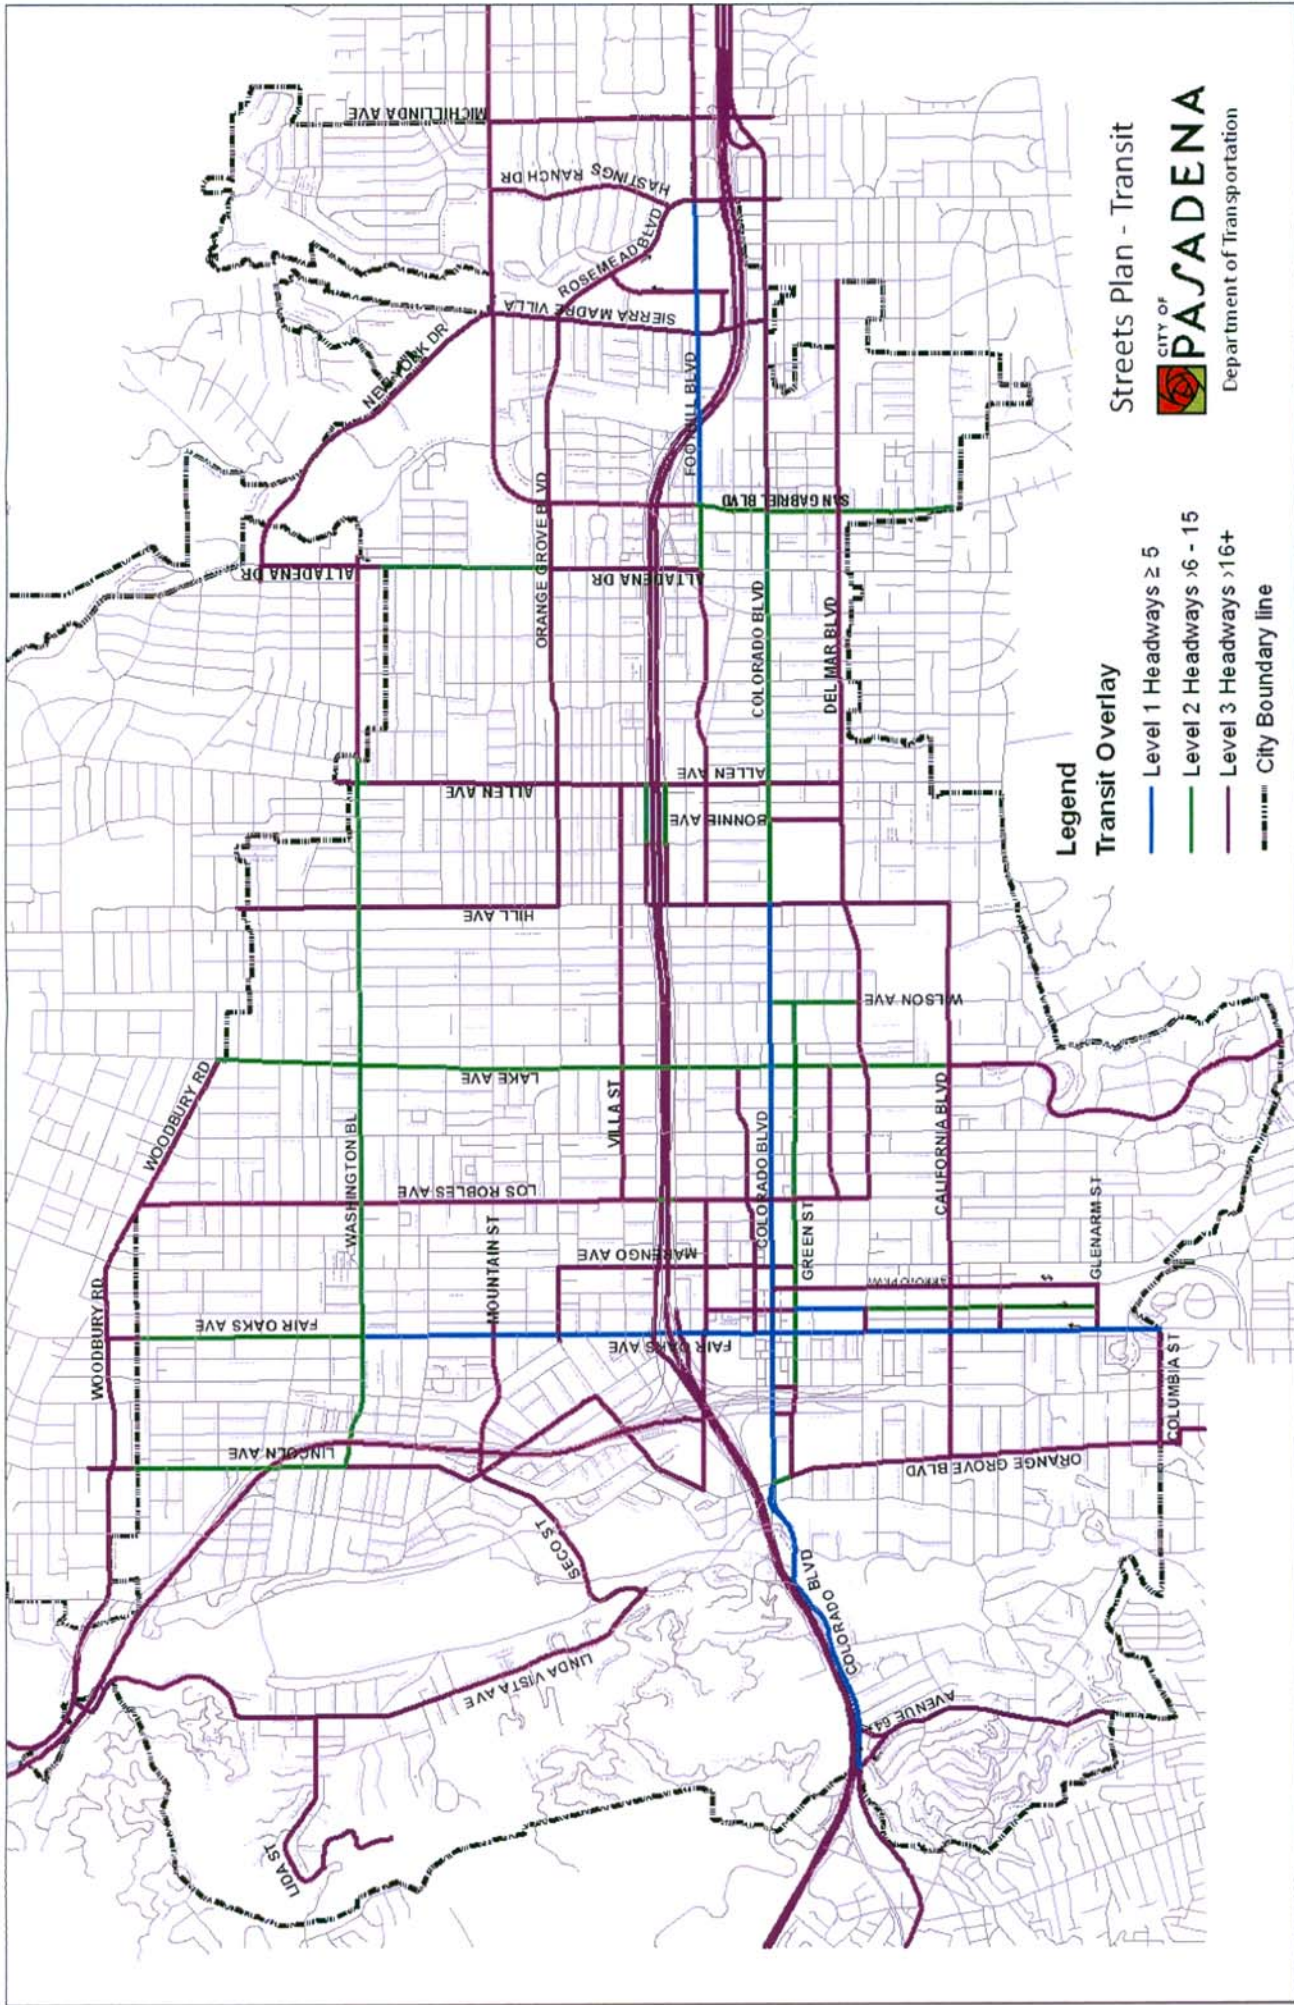 Streets Plan - Transit
CITY OF
PASADENA
Department of Transportation
Legend
Transit Overlay
Level 1 Headways ≥ 5
Level 2 Headways >6 - 15
Level 3 Headways >16+
City Boundary line
MICHILLINDA AVE
HASTINGS RANCH DR
ROSEMEAD BLVD
SIERRA MADRE VILLA
NEW YORK DR
FOOTHILL BLVD
SAN GABRIEL BLVD
ORANGE GROVE BLVD
ALTADENA DR
ALTADENA DR
COLORADO BLVD
DEL MAR BLVD
ALLEN AVE
ALLEN AVE
BONNIE AVE
HILL AVE
WILSON AVE
LAKE AVE
WOODBURY RD
VILLA ST
WASHINGTON BL
COLORADO BLVD
CALIFORNIA BLVD
LOS ROBLES AVE
MOUNTAIN ST
MARENGO AVE
GREEN ST
GLENARM ST
WOODBURY RD
FAIR OAKS AVE
FAIR OAKS AVE
COLUMBIA ST
LINCOLN AVE
ORANGE GROVE BLVD
SECO ST
COLORADO BLVD
LINDA VISTA AVE
AVENUE 64
LIDA ST